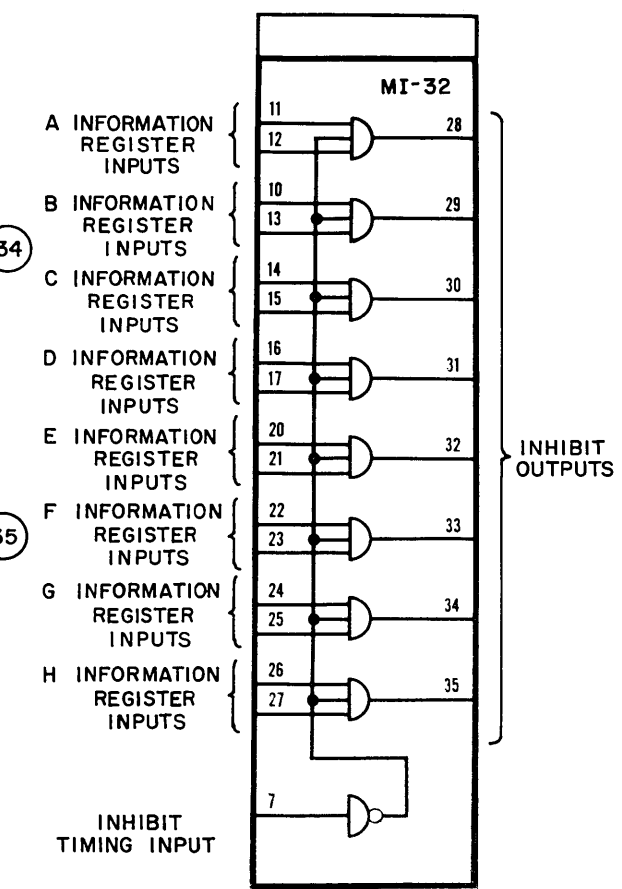 MI-32
A INFORMATION
REGISTER
INPUTS
11
12
28
B INFORMATION
REGISTER
INPUTS
10
13
29
34
C INFORMATION
REGISTER
INPUTS
14
15
30
D INFORMATION
REGISTER
INPUTS
16
17
31
E INFORMATION
REGISTER
INPUTS
20
21
32
INHIBIT
OUTPUTS
F INFORMATION
REGISTER
INPUTS
22
23
33
G INFORMATION
REGISTER
INPUTS
24
25
34
H INFORMATION
REGISTER
INPUTS
26
27
35
7
INHIBIT
TIMING INPUT